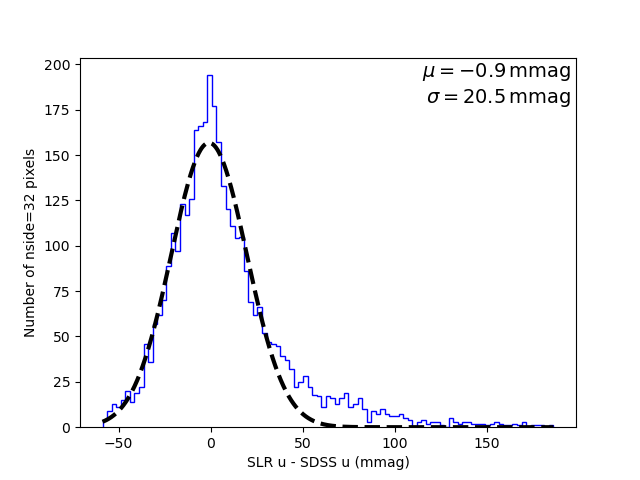 μ = −0.9 mmag
σ = 20.5 mmag
200
175
150
125
100
75
50
25
0
Number of nside=32 pixels
−50 0 50 100 150
SLR u - SDSS u (mmag)